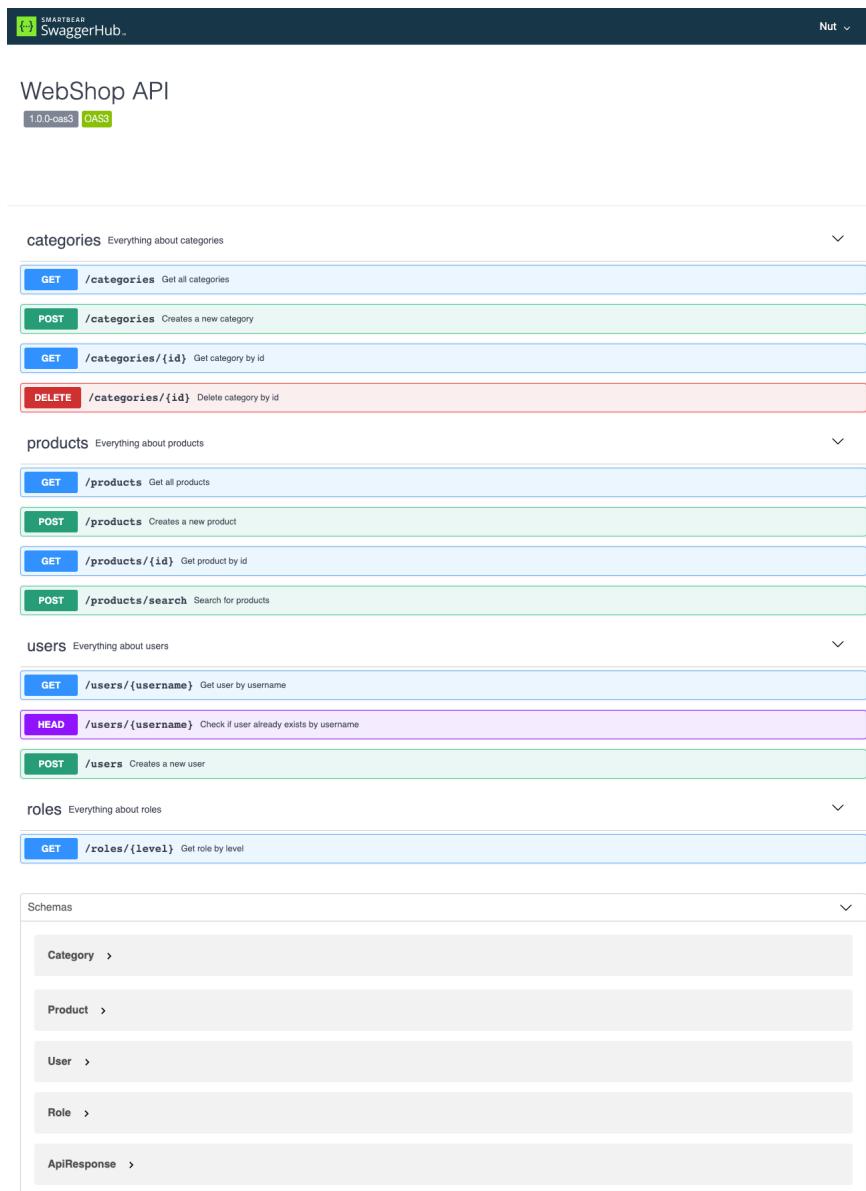 SMARTBEAR
SwaggerHub™
Nut
WebShop API
1.0.0-oas3 OAS3
categories Everything about categories
GET /categories Get all categories
POST /categories Creates a new category
GET /categories/{id} Get category by id
DELETE /categories/{id} Delete category by id
products Everything about products
GET /products Get all products
POST /products Creates a new product
GET /products/{id} Get product by id
POST /products/search Search for products
users Everything about users
GET /users/{username} Get user by username
HEAD /users/{username} Check if user already exists by username
POST /users Creates a new user
roles Everything about roles
GET /roles/{level} Get role by level
Schemas
Category
Product
User
Role
ApiResponse